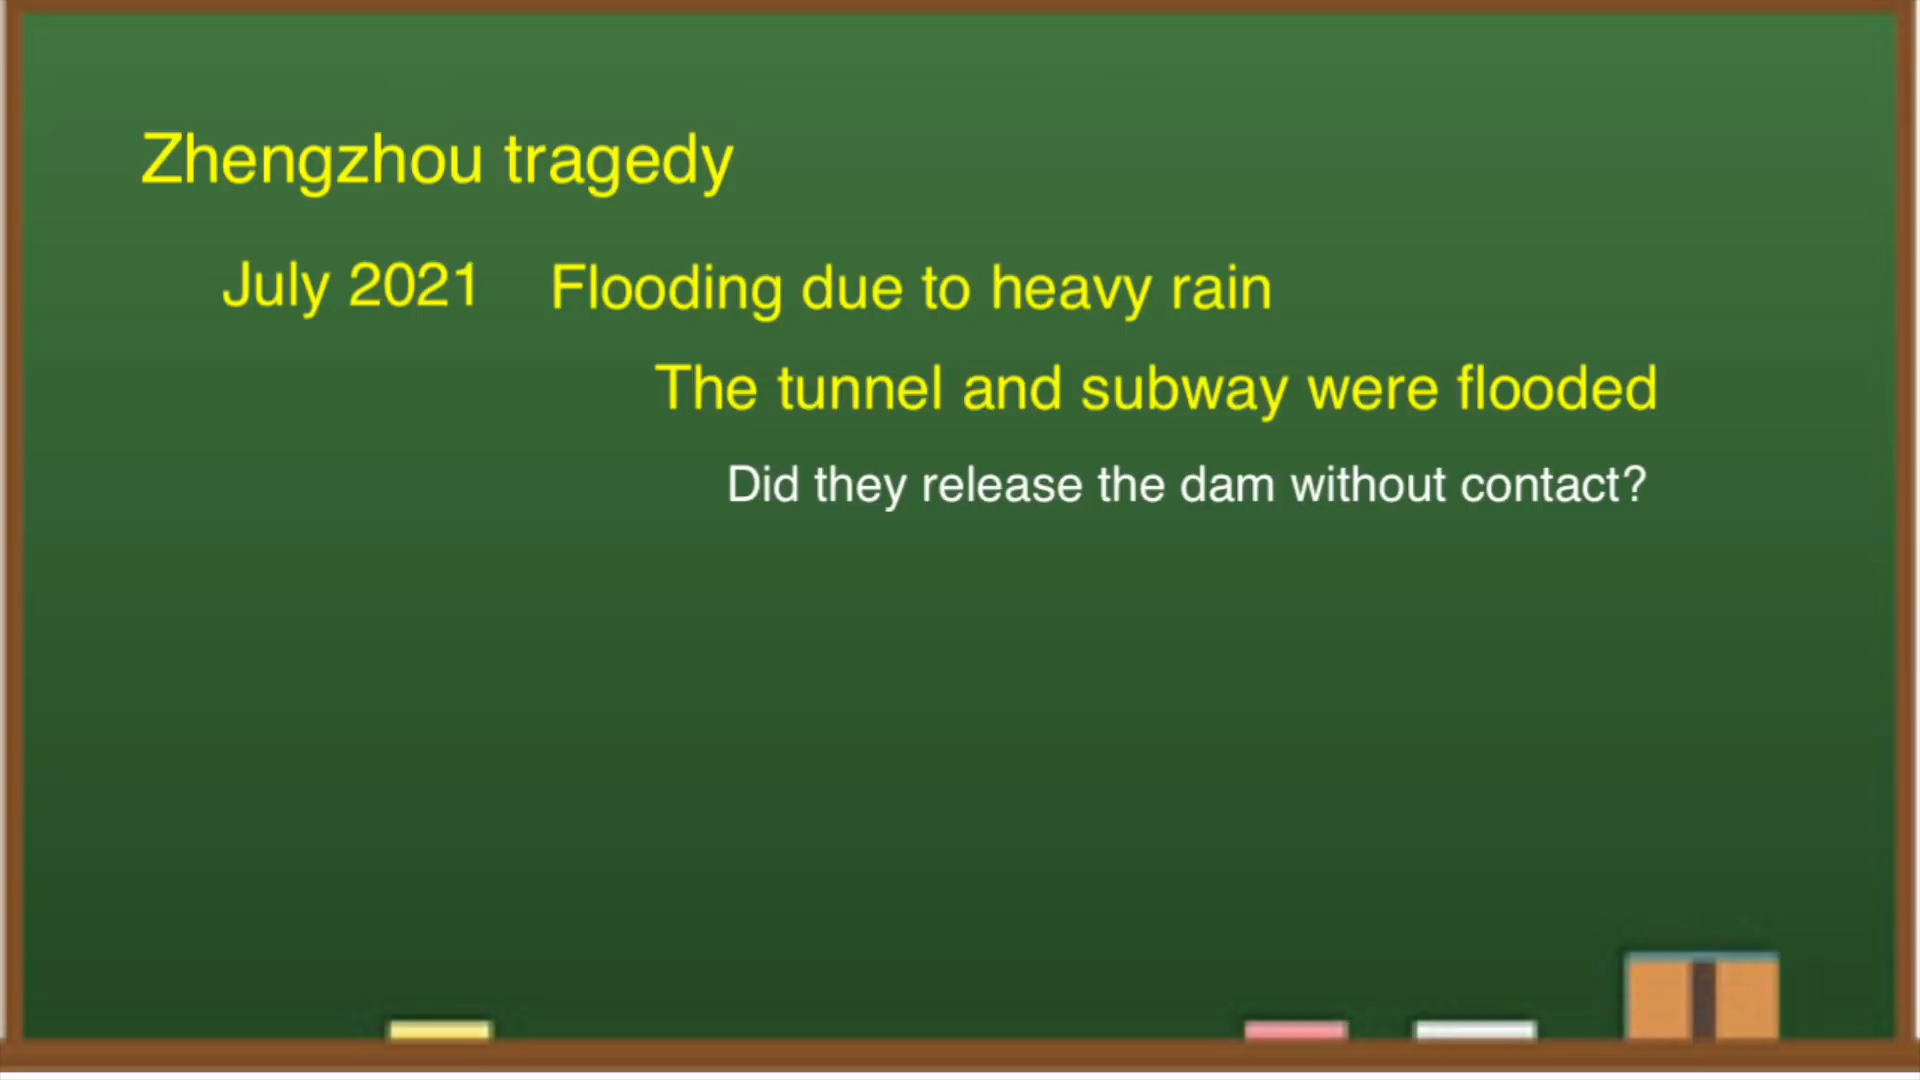 Zhengzhou tragedy
July 2021 Flooding due to heavy rain
The tunnel and subway were flooded
Did they release the dam without contact?